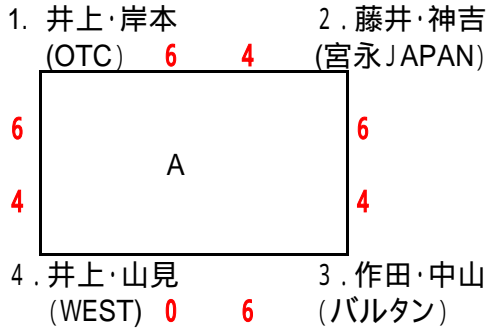 1. 井上·岸本 2.藤井·神吉
(OTC) 6 4 (宮永JAPAN)
6 6
A
4 4
4.井上·山見 3.作田·中山
(WEST) 0 6 (バルタン)